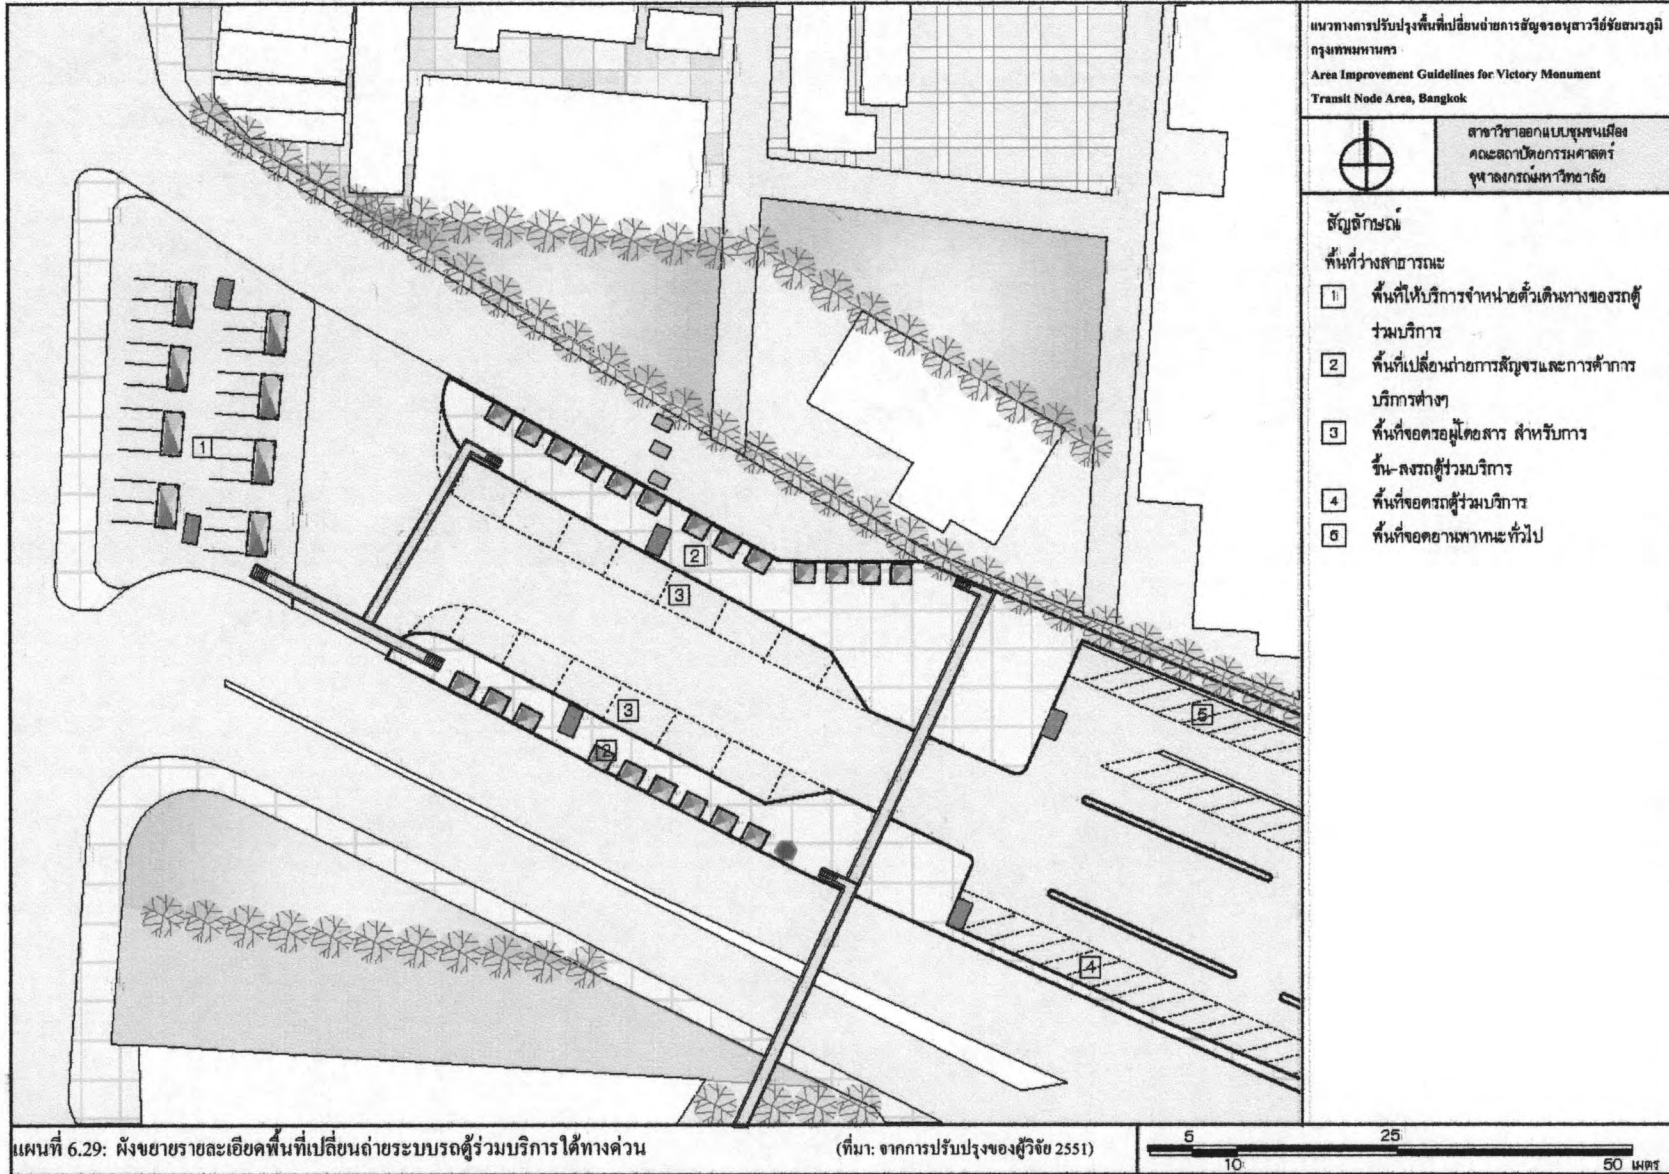 แนวทางการปรับปรุงพื้นที่เปลี่ยนถ่ายการสัญจรอนุสาวรีย์ชัยสมรภูมิ
กรุงเทพมหานคร
Area Improvement Guidelines for Victory Monument
Transit Node Area, Bangkok
สาขาวิชาออกแบบชุมชนเมือง
คณะสถาปัตยกรรมศาสตร์
จุฬาลงกรณ์มหาวิทยาลัย
สัญลักษณ์
พื้นที่ว่างสาธารณะ
1 พื้นที่ให้บริการจำหน่ายตั๋วเดินทางของรถตู้
ร่วมบริการ
2 พื้นที่เปลี่ยนถ่ายการสัญจรและการค้าการ
บริการต่างๆ
3 พื้นที่จอดรอผู้โดยสาร สำหรับการ
ขึ้น-ลงรถตู้ร่วมบริการ
4 พื้นที่จอดรถตู้ร่วมบริการ
5 พื้นที่จอดยานพาหนะทั่วไป
1
2
3
3
2
5
4
แผนที่ 6.29: ผังขยายรายละเอียดพื้นที่เปลี่ยนถ่ายระบบรถตู้ร่วมบริการใต้ทางด่วน
(ที่มา: จากการปรับปรุงของผู้วิจัย 2551)
5 25
10 50 เมตร